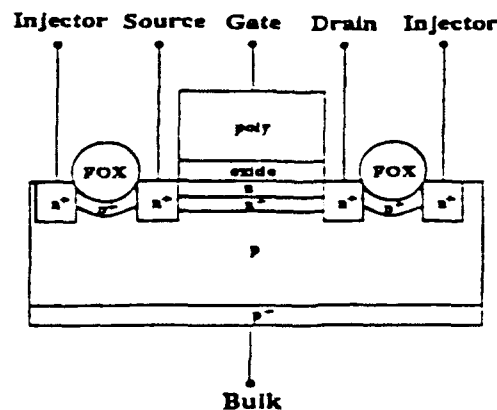 Injector Source Gate Drain Injector
poly
FOX FOX
oxide
n
n⁺ n⁺ n⁺ n⁺
p
Bulk